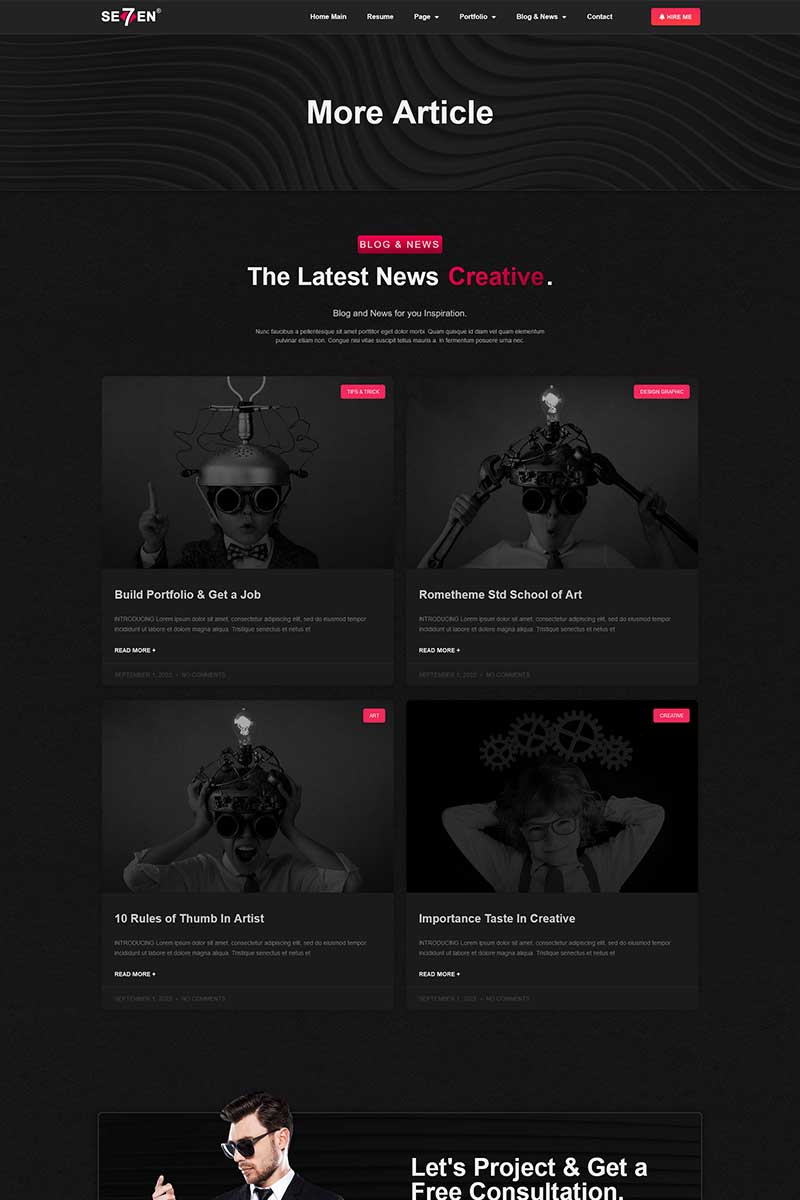 SE7EN®
Home Main Resume Page Portfolio Blog & News Contact HIRE ME
More Article
BLOG & NEWS
The Latest News Creative.
Blog and News for you Inspiration.
Nunc faucibus a pellentesque sit amet porttitor eget dolor morbi. Quam quisque id diam vel quam elementum
pulvinar etiam non. Congue nisi vitae suscipit tellus mauris a. In fermentum posuere urna nec.
TIPS & TRICK
Build Portfolio & Get a Job
INTRODUCING Lorem ipsum dolor sit amet, consectetur adipiscing elit, sed do eiusmod tempor
incididunt ut labore et dolore magna aliqua. Tristique senectus et netus et
READ MORE +
SEPTEMBER 1, 2022 • NO COMMENTS
DESIGN GRAPHIC
Rometheme Std School of Art
INTRODUCING Lorem ipsum dolor sit amet, consectetur adipiscing elit, sed do eiusmod tempor
incididunt ut labore et dolore magna aliqua. Tristique senectus et netus et
READ MORE +
SEPTEMBER 1, 2022 • NO COMMENTS
ART
10 Rules of Thumb In Artist
INTRODUCING Lorem ipsum dolor sit amet, consectetur adipiscing elit, sed do eiusmod tempor
incididunt ut labore et dolore magna aliqua. Tristique senectus et netus et
READ MORE +
SEPTEMBER 1, 2022 • NO COMMENTS
CREATIVE
Importance Taste In Creative
INTRODUCING Lorem ipsum dolor sit amet, consectetur adipiscing elit, sed do eiusmod tempor
incididunt ut labore et dolore magna aliqua. Tristique senectus et netus et
READ MORE +
SEPTEMBER 1, 2022 • NO COMMENTS
Let's Project & Get a
Free Consultation.